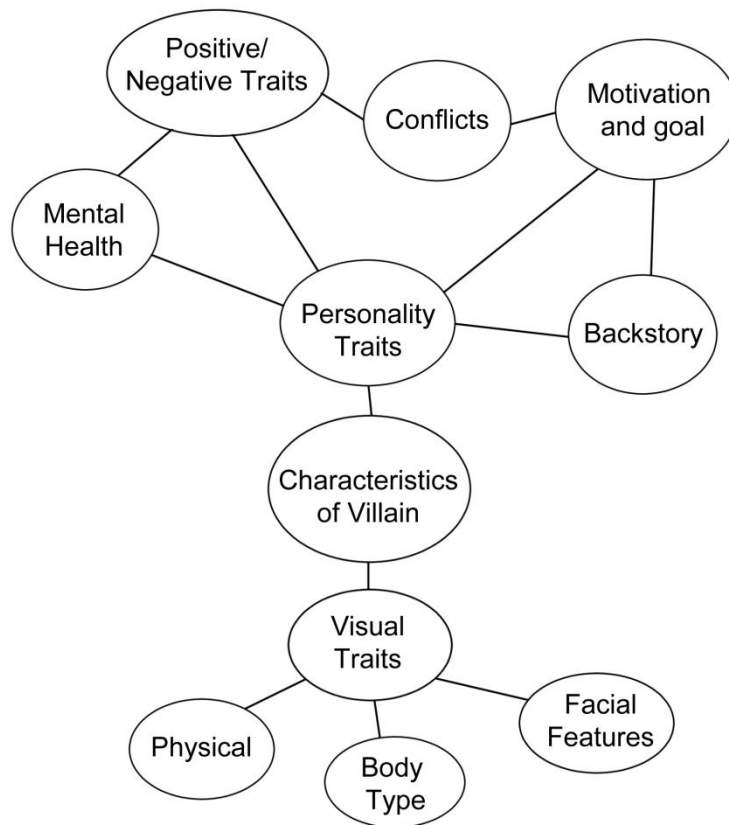 Positive/
Negative Traits
Conflicts
Motivation
and goal
Mental
Health
Personality
Traits
Backstory
Characteristics
of Villain
Visual
Traits
Physical
Body
Type
Facial
Features